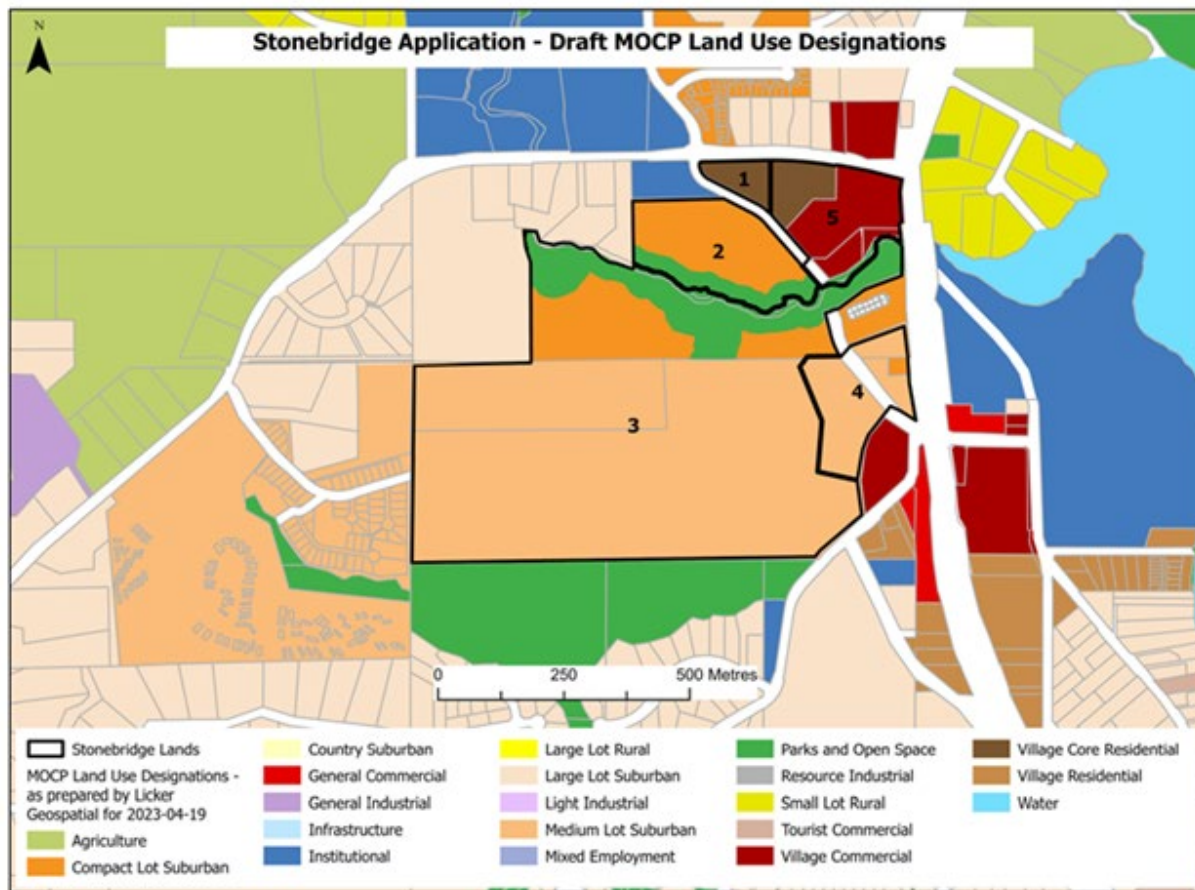 N
Stonebridge Application - Draft MOCP Land Use Designations
1
5
2
4
3
0 250 500 Metres
Stonebridge Lands
MOCP Land Use Designations -
as prepared by Licker
Geospatial for 2023-04-19
Agriculture
Compact Lot Suburban
Country Suburban
General Commercial
General Industrial
Infrastructure
Institutional
Large Lot Rural
Large Lot Suburban
Light Industrial
Medium Lot Suburban
Mixed Employment
Parks and Open Space
Resource Industrial
Small Lot Rural
Tourist Commercial
Village Commercial
Village Core Residential
Village Residential
Water